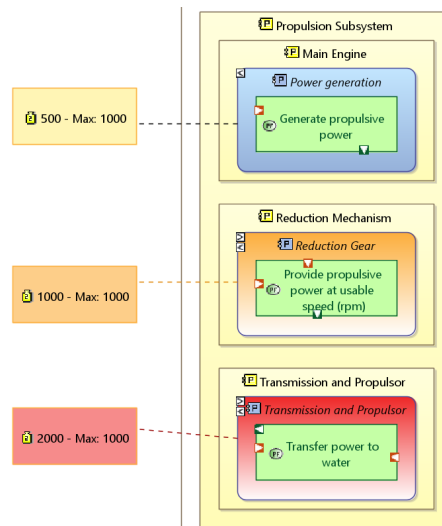 Propulsion Subsystem
Main Engine
Power generation
500 - Max: 1000
Generate propulsive
power
Reduction Mechanism
Reduction Gear
1000 - Max: 1000
Provide propulsive
power at usable
speed (rpm)
Transmission and Propulsor
Transmission and Propulsor
2000 - Max: 1000
Transfer power to
water